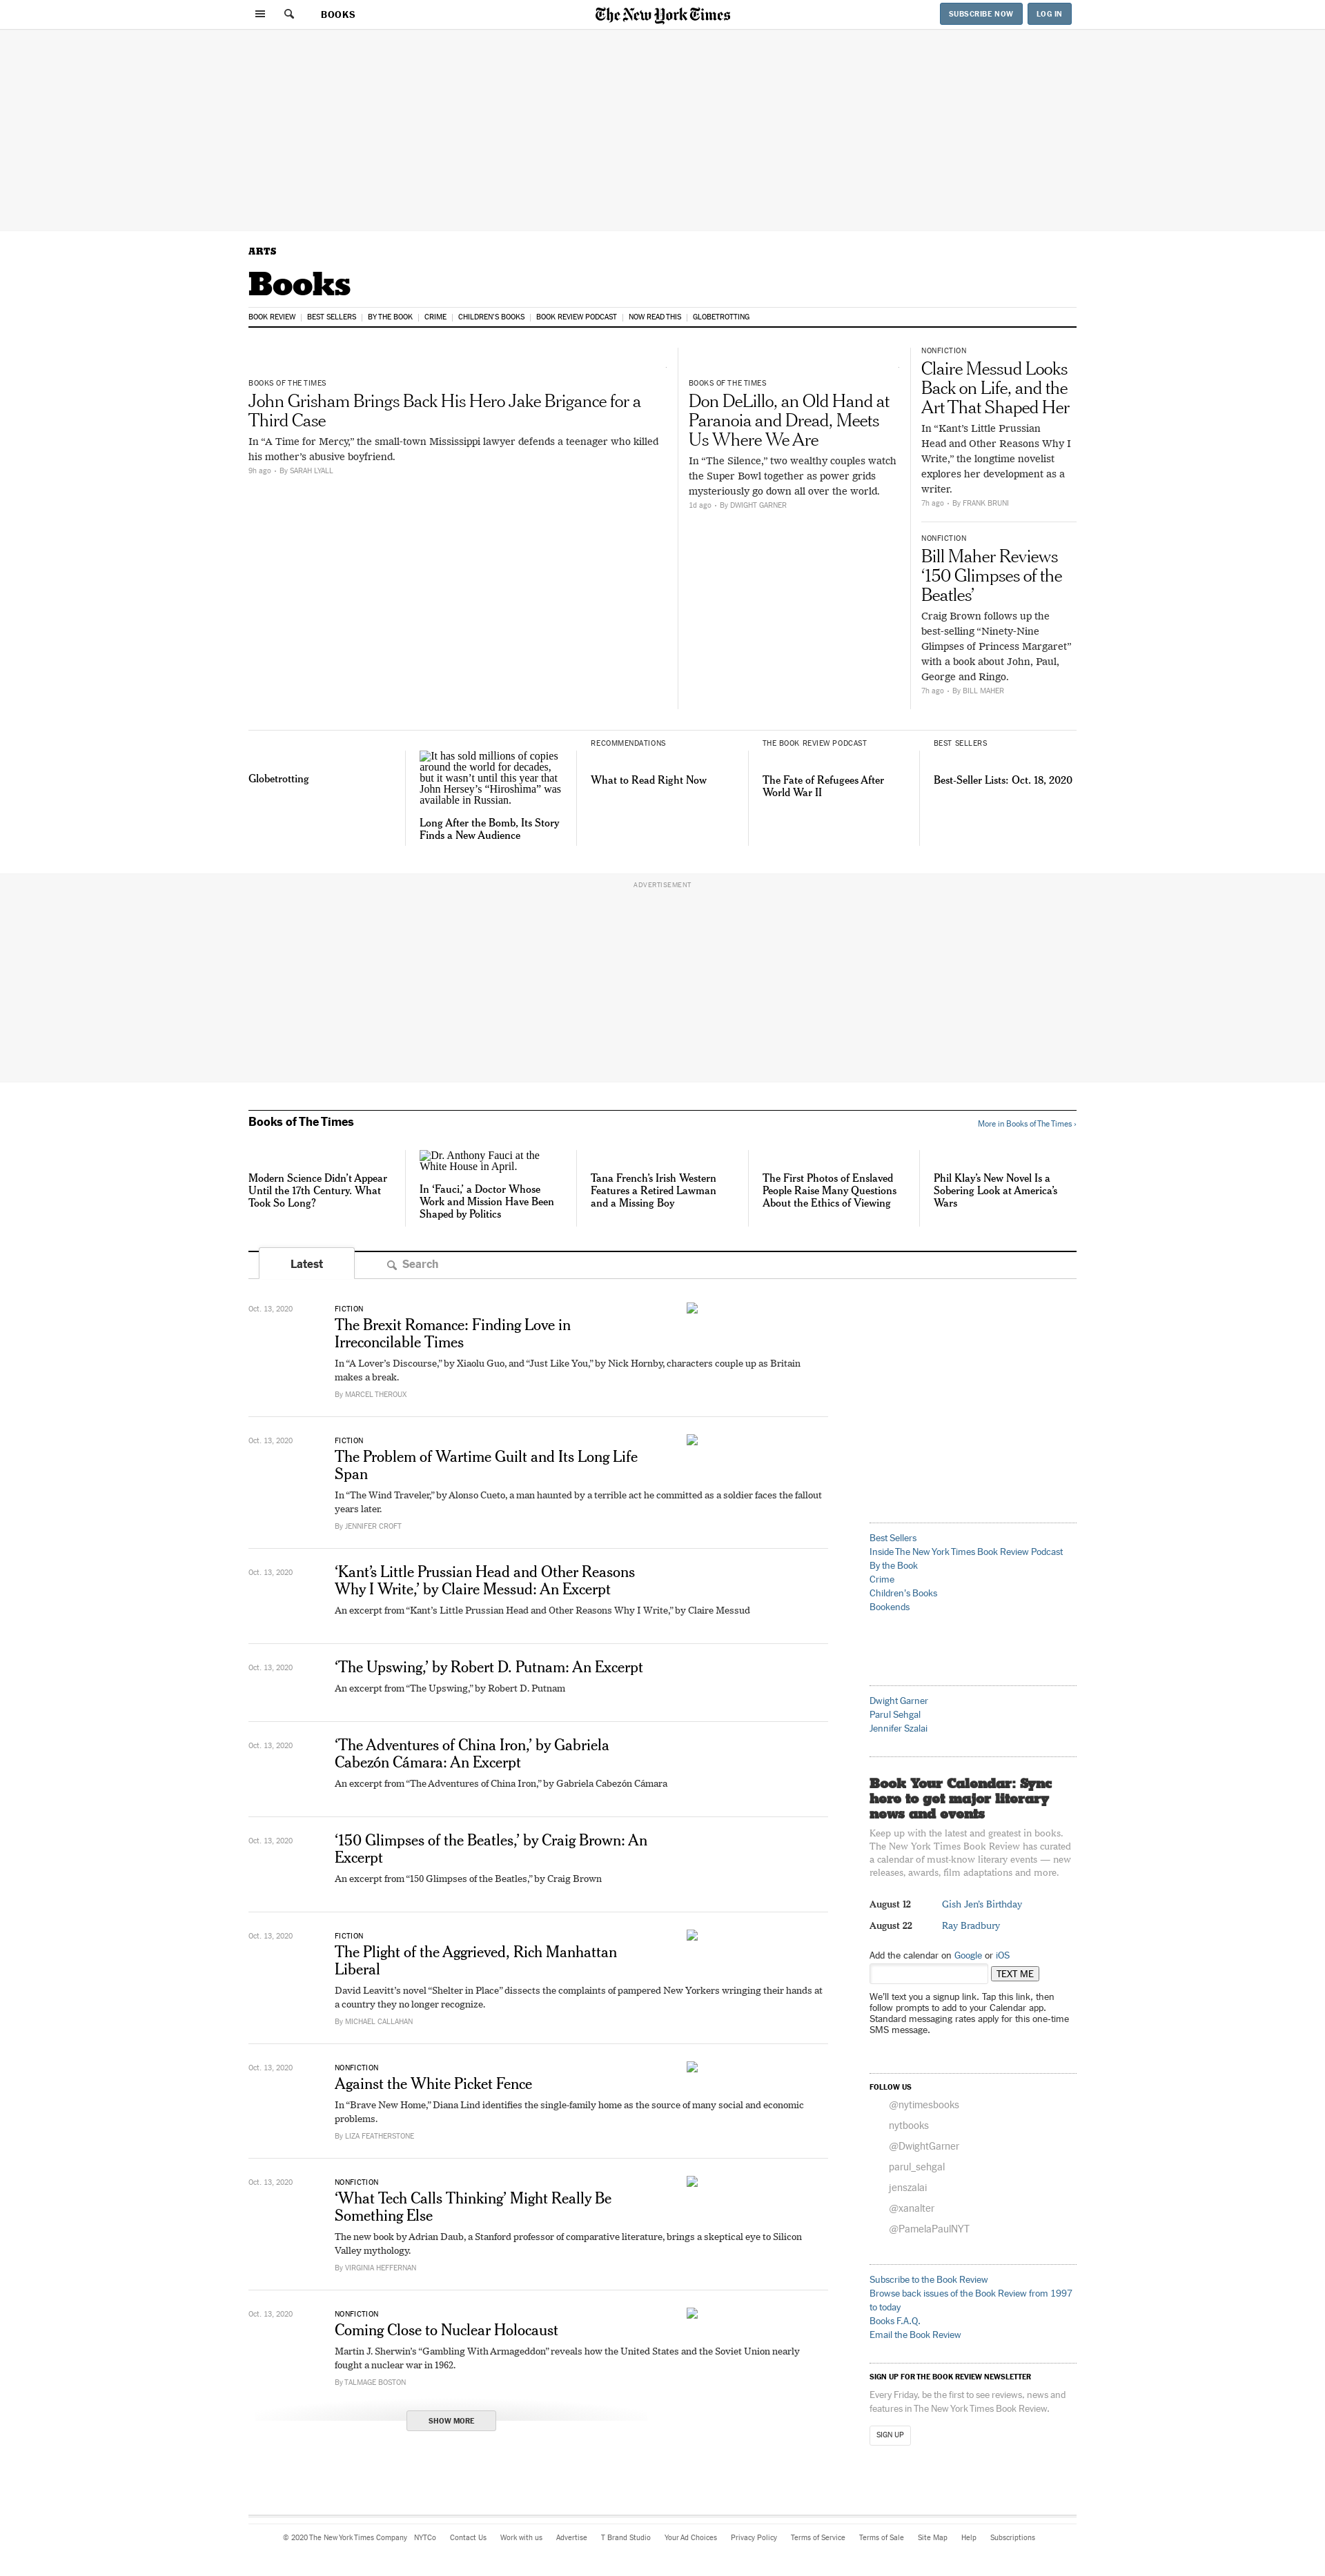 BOOKS
The New York Times
SUBSCRIBE NOW
LOG IN
ARTS
Books
BOOK REVIEW | BEST SELLERS | BY THE BOOK | CRIME | CHILDREN'S BOOKS | BOOK REVIEW PODCAST | NOW READ THIS | GLOBETROTTING
BOOKS OF THE TIMES
John Grisham Brings Back His Hero Jake Brigance for a
Third Case
In “A Time for Mercy,” the small-town Mississippi lawyer defends a teenager who killed
his mother’s abusive boyfriend.
9h ago • By SARAH LYALL
BOOKS OF THE TIMES
Don DeLillo, an Old Hand at
Paranoia and Dread, Meets
Us Where We Are
In “The Silence,” two wealthy couples watch
the Super Bowl together as power grids
mysteriously go down all over the world.
1d ago • By DWIGHT GARNER
NONFICTION
Claire Messud Looks
Back on Life, and the
Art That Shaped Her
In “Kant’s Little Prussian
Head and Other Reasons Why I
Write,” the longtime novelist
explores her development as a
writer.
7h ago • By FRANK BRUNI
NONFICTION
Bill Maher Reviews
‘150 Glimpses of the
Beatles’
Craig Brown follows up the
best-selling “Ninety-Nine
Glimpses of Princess Margaret”
with a book about John, Paul,
George and Ringo.
7h ago • By BILL MAHER
Globetrotting
It has sold millions of copies
around the world for decades,
but it wasn’t until this year that
John Hersey’s “Hiroshima” was
available in Russian.
Long After the Bomb, Its Story
Finds a New Audience
RECOMMENDATIONS
What to Read Right Now
THE BOOK REVIEW PODCAST
The Fate of Refugees After
World War II
BEST SELLERS
Best-Seller Lists: Oct. 18, 2020
ADVERTISEMENT
Books of The Times
More in Books of The Times ›
Modern Science Didn’t Appear
Until the 17th Century. What
Took So Long?
Dr. Anthony Fauci at the
White House in April.
In ‘Fauci,’ a Doctor Whose
Work and Mission Have Been
Shaped by Politics
Tana French’s Irish Western
Features a Retired Lawman
and a Missing Boy
The First Photos of Enslaved
People Raise Many Questions
About the Ethics of Viewing
Phil Klay’s New Novel Is a
Sobering Look at America’s
Wars
Latest
Search
Oct. 13, 2020
FICTION
The Brexit Romance: Finding Love in
Irreconcilable Times
In “A Lover’s Discourse,” by Xiaolu Guo, and “Just Like You,” by Nick Hornby, characters couple up as Britain
makes a break.
By MARCEL THEROUX
Oct. 13, 2020
FICTION
The Problem of Wartime Guilt and Its Long Life
Span
In “The Wind Traveler,” by Alonso Cueto, a man haunted by a terrible act he committed as a soldier faces the fallout
years later.
By JENNIFER CROFT
Oct. 13, 2020
‘Kant’s Little Prussian Head and Other Reasons
Why I Write,’ by Claire Messud: An Excerpt
An excerpt from “Kant’s Little Prussian Head and Other Reasons Why I Write,” by Claire Messud
Oct. 13, 2020
‘The Upswing,’ by Robert D. Putnam: An Excerpt
An excerpt from “The Upswing,” by Robert D. Putnam
Oct. 13, 2020
‘The Adventures of China Iron,’ by Gabriela
Cabezón Cámara: An Excerpt
An excerpt from “The Adventures of China Iron,” by Gabriela Cabezón Cámara
Oct. 13, 2020
‘150 Glimpses of the Beatles,’ by Craig Brown: An
Excerpt
An excerpt from “150 Glimpses of the Beatles,” by Craig Brown
Oct. 13, 2020
FICTION
The Plight of the Aggrieved, Rich Manhattan
Liberal
David Leavitt’s novel “Shelter in Place” dissects the complaints of pampered New Yorkers wringing their hands at
a country they no longer recognize.
By MICHAEL CALLAHAN
Oct. 13, 2020
NONFICTION
Against the White Picket Fence
In “Brave New Home,” Diana Lind identifies the single-family home as the source of many social and economic
problems.
By LIZA FEATHERSTONE
Oct. 13, 2020
NONFICTION
‘What Tech Calls Thinking’ Might Really Be
Something Else
The new book by Adrian Daub, a Stanford professor of comparative literature, brings a skeptical eye to Silicon
Valley mythology.
By VIRGINIA HEFFERNAN
Oct. 13, 2020
NONFICTION
Coming Close to Nuclear Holocaust
Martin J. Sherwin’s “Gambling With Armageddon” reveals how the United States and the Soviet Union nearly
fought a nuclear war in 1962.
By TALMAGE BOSTON
SHOW MORE
Best Sellers
Inside The New York Times Book Review Podcast
By the Book
Crime
Children's Books
Bookends
Dwight Garner
Parul Sehgal
Jennifer Szalai
Book Your Calendar: Sync
here to get major literary
news and events
Keep up with the latest and greatest in books.
The New York Times Book Review has curated
a calendar of must-know literary events — new
releases, awards, film adaptations and more.
August 12 Gish Jen’s Birthday
August 22 Ray Bradbury
Add the calendar on Google or iOS
TEXT ME
We’ll text you a signup link. Tap this link, then
follow prompts to add to your Calendar app.
Standard messaging rates apply for this one-time
SMS message.
FOLLOW US
@nytimesbooks
nytbooks
@DwightGarner
parul_sehgal
jenszalai
@xanalter
@PamelaPaulNYT
Subscribe to the Book Review
Browse back issues of the Book Review from 1997
to today
Books F.A.Q.
Email the Book Review
SIGN UP FOR THE BOOK REVIEW NEWSLETTER
Every Friday, be the first to see reviews, news and
features in The New York Times Book Review.
SIGN UP
© 2020 The New York Times Company NYTCo Contact Us Work with us Advertise T Brand Studio Your Ad Choices Privacy Policy Terms of Service Terms of Sale Site Map Help Subscriptions